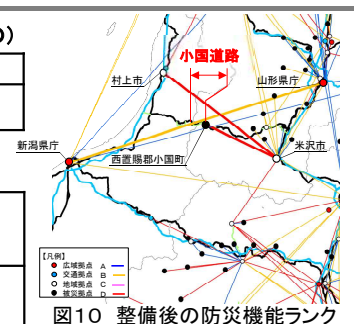 の)
小国道路
村上市
山形県庁
新潟県庁
西置賜郡小国町
米沢市
【凡例】
広域拠点 A
交通拠点 B
地域拠点 C
被災拠点 D
図10 整備後の防災機能ランク